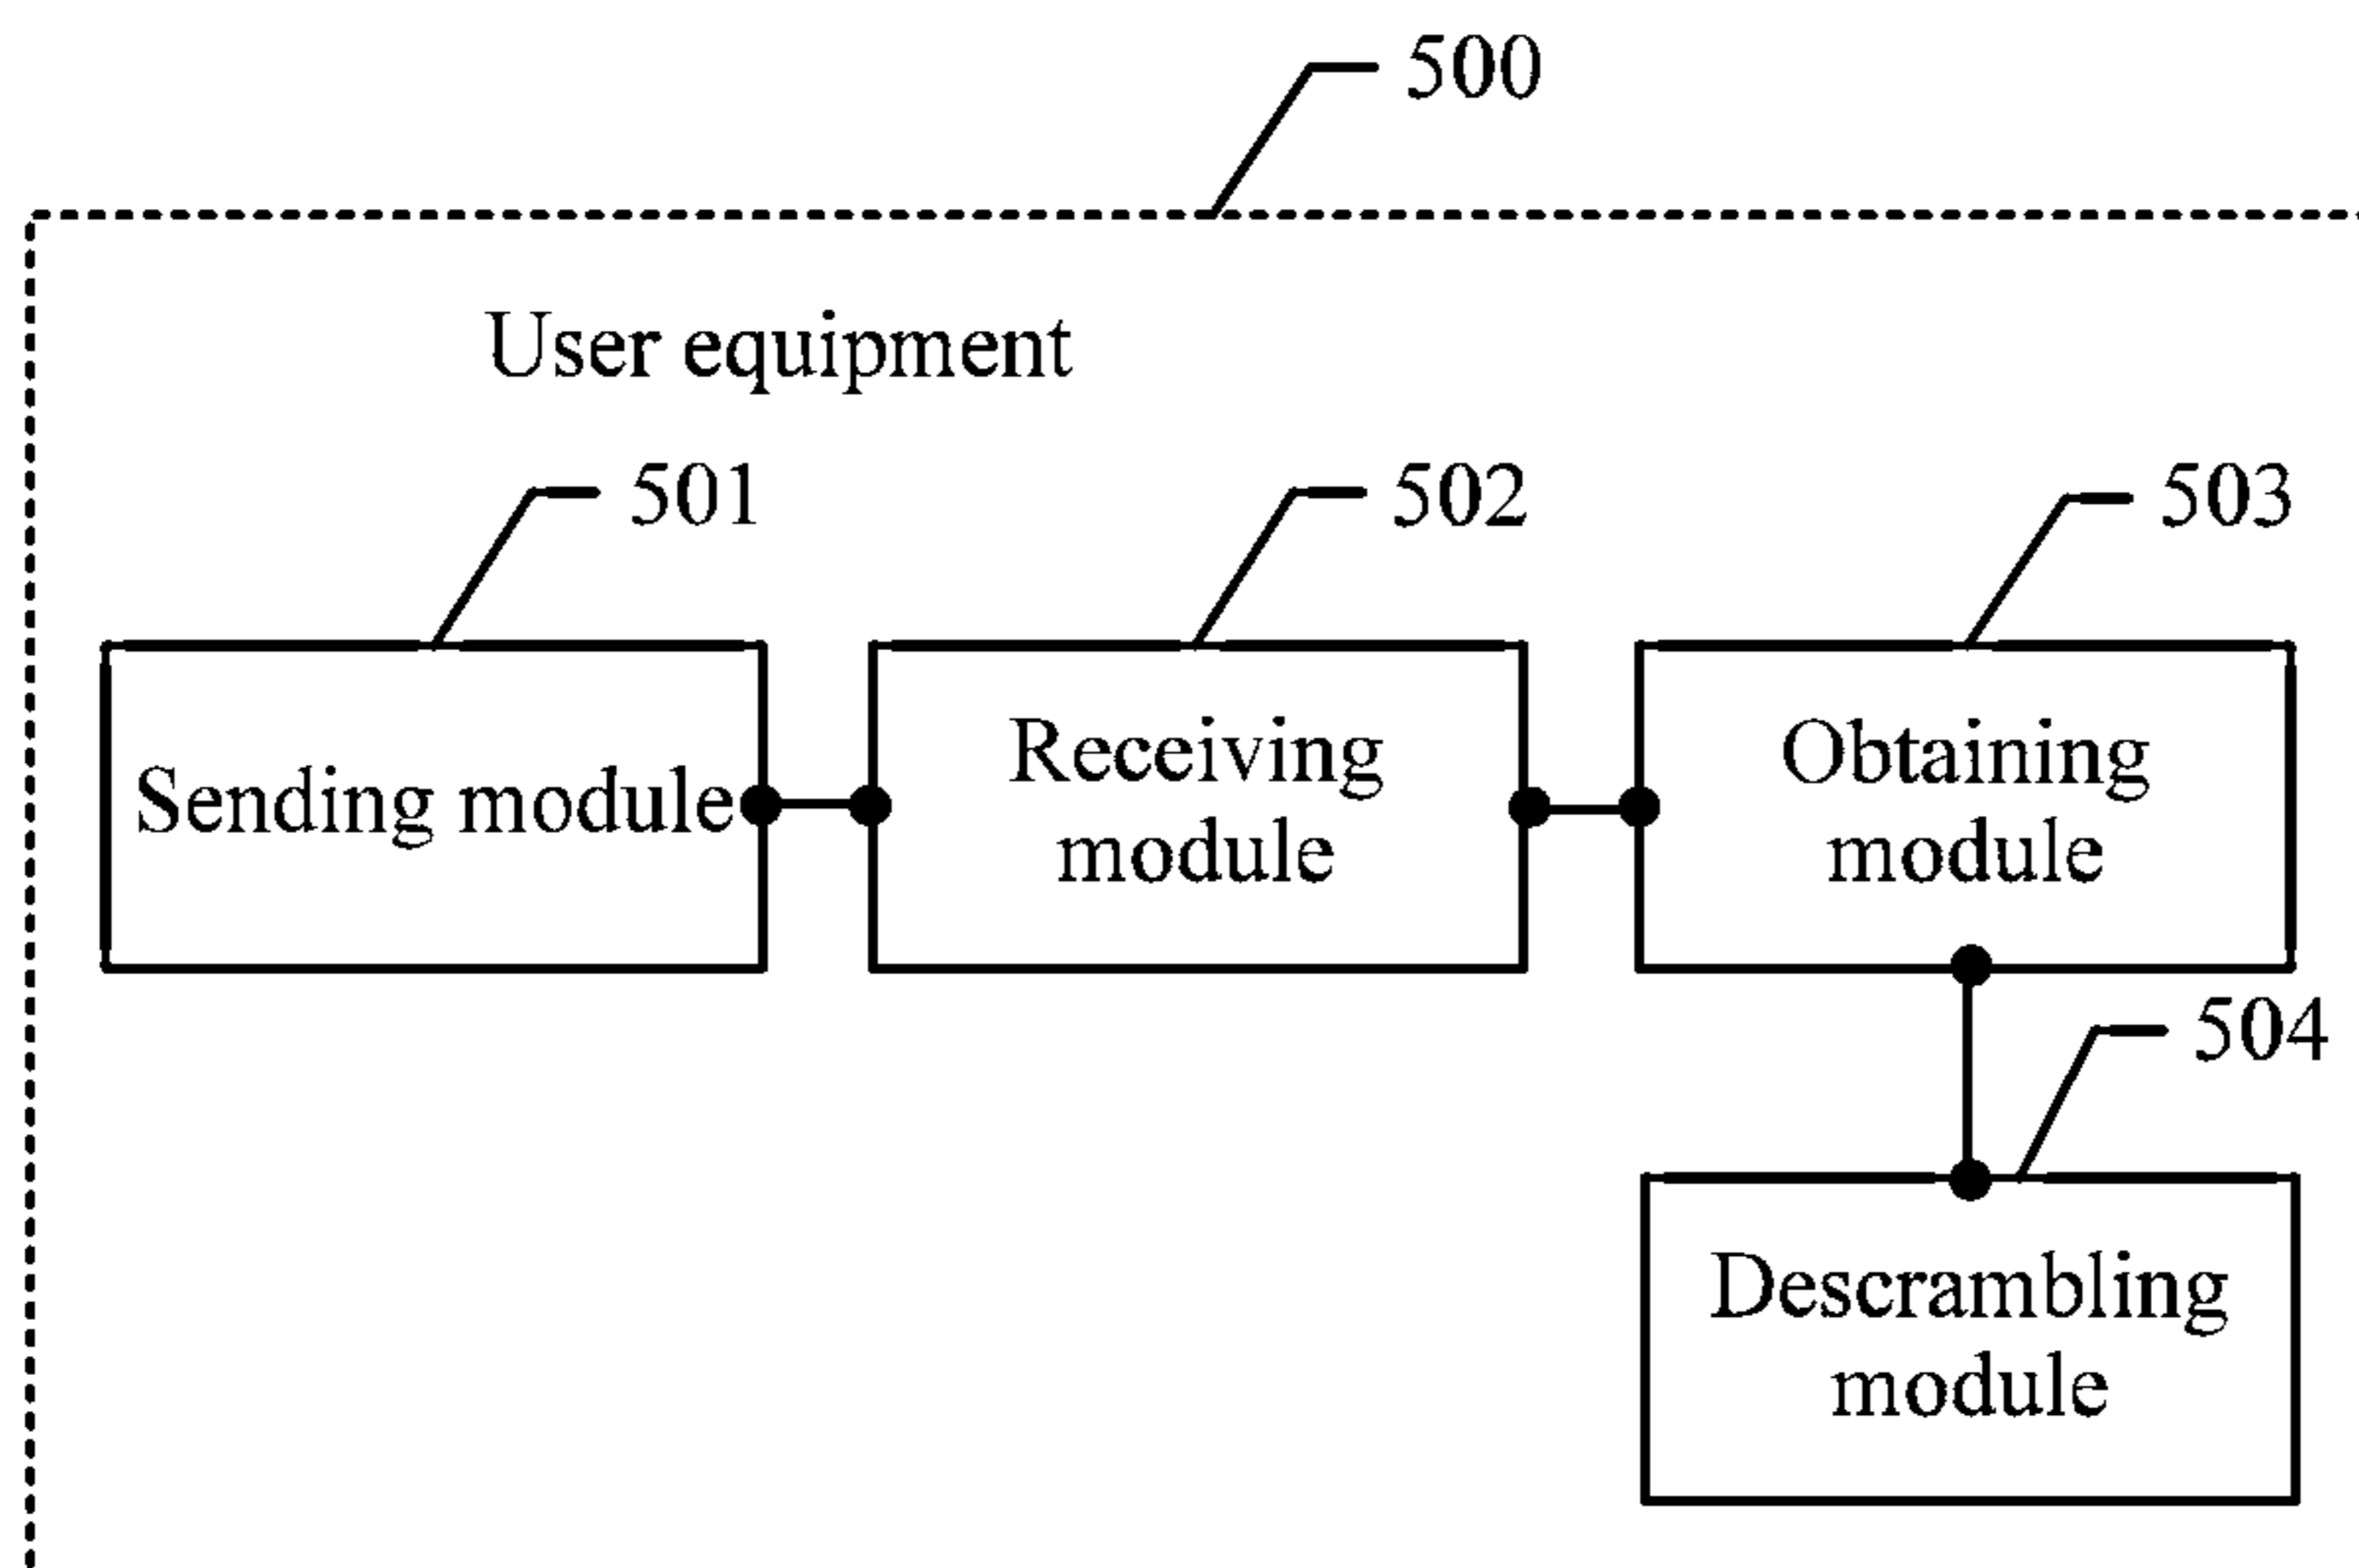 500
User equipment
501
502
503
Sending module
Receiving
module
Obtaining
module
504
Descrambling
module